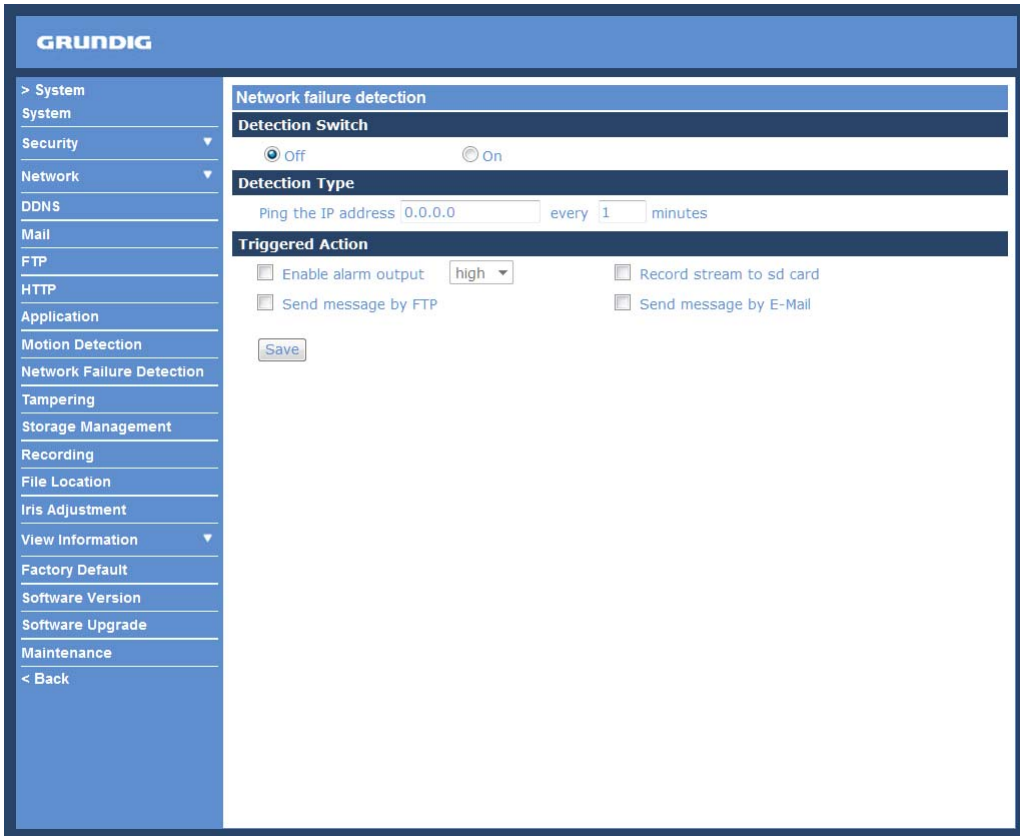 GRUNDIG
> System
System
Security
Network
DDNS
Mail
FTP
HTTP
Application
Motion Detection
Network Failure Detection
Tampering
Storage Management
Recording
File Location
Iris Adjustment
View Information
Factory Default
Software Version
Software Upgrade
Maintenance
< Back
Network failure detection
Detection Switch
Off On
Detection Type
Ping the IP address 0.0.0.0 every 1 minutes
Triggered Action
Enable alarm output high Record stream to sd card
Send message by FTP Send message by E-Mail
Save